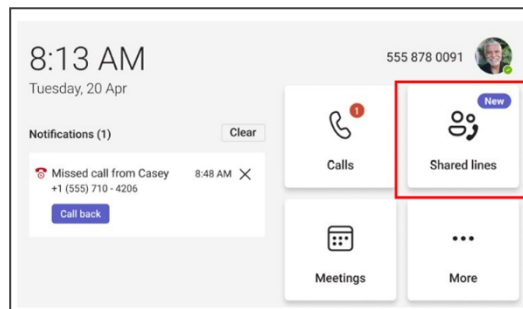 8:13 AM
Tuesday, 20 Apr
555 878 0091
Notifications (1)
Clear
Missed call from Casey
8:48 AM
+1 (555) 710 - 4206
Call back
1
Calls
New
Shared lines
Meetings
More